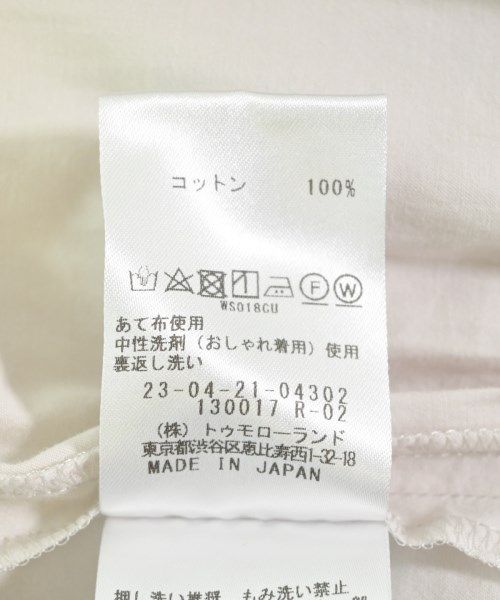 コットン 100%
F W
WS018CU
あて布使用
中性洗剤（おしゃれ着用）使用
裏返し洗い
23-04-21-04302
130017 R-02
（株）トゥモローランド
東京都渋谷区恵比寿西1-32-18
MADE IN JAPAN
押し洗い推奨 もみ洗い禁止